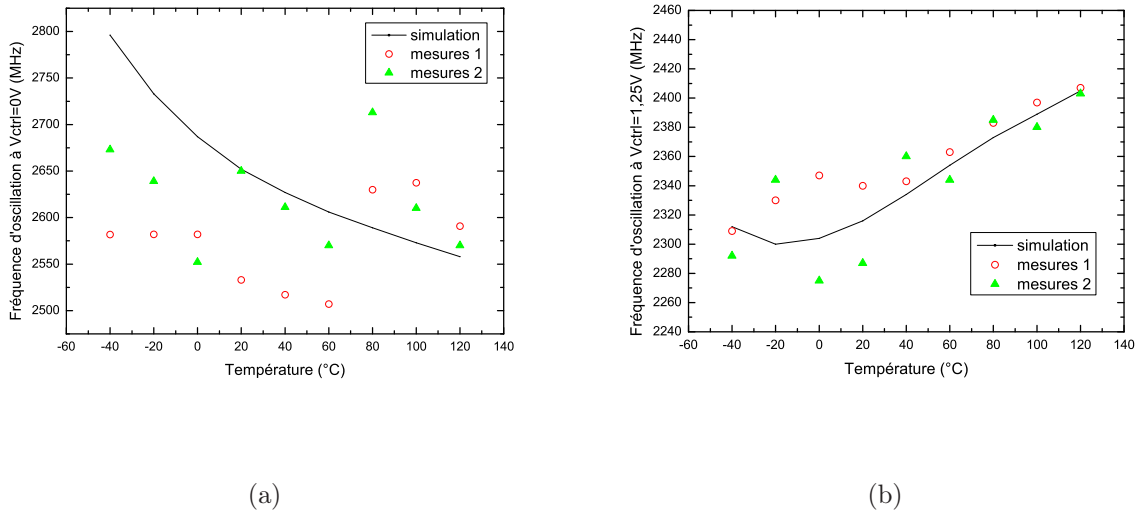 2800
2750
2700
2650
2600
2550
2500
Fréquence d'oscillation à Vctrl=0V (MHz)
simulation
mesures 1
mesures 2
-60 -40 -20 0 20 40 60 80 100 120 140
Température (°C)
(a)
2460
2440
2420
2400
2380
2360
2340
2320
2300
2280
2260
2240
Fréquence d'oscillation à Vctrl=1,25V (MHz)
simulation
mesures 1
mesures 2
-60 -40 -20 0 20 40 60 80 100 120 140
Température (°C)
(b)